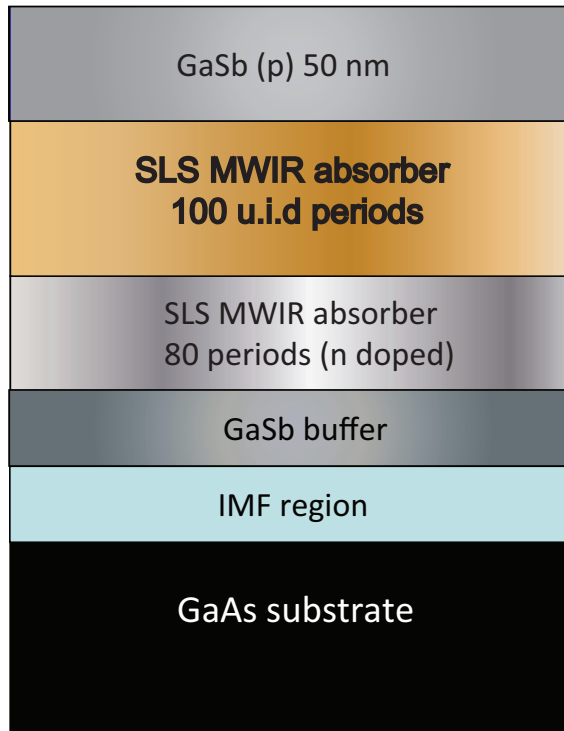 GaSb (p) 50 nm
SLS MWIR absorber
100 u.i.d periods
SLS MWIR absorber
80 periods (n doped)
GaSb buffer
IMF region
GaAs substrate